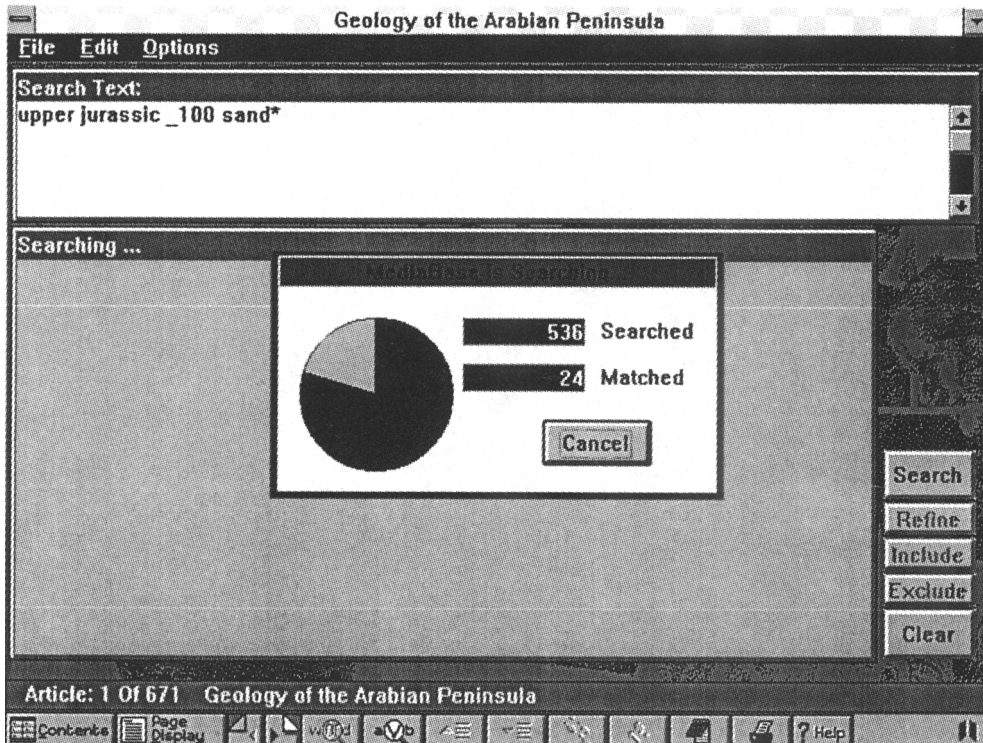 Geology of the Arabian Peninsula
File Edit Options
Search Text:
upper jurassic _100 sand*
Searching ...
MediaBase is Searching
536 Searched
24 Matched
Cancel
Search
Refine
Include
Exclude
Clear
Article: 1 Of 671 Geology of the Arabian Peninsula
Contents Page Display word a b ? Help